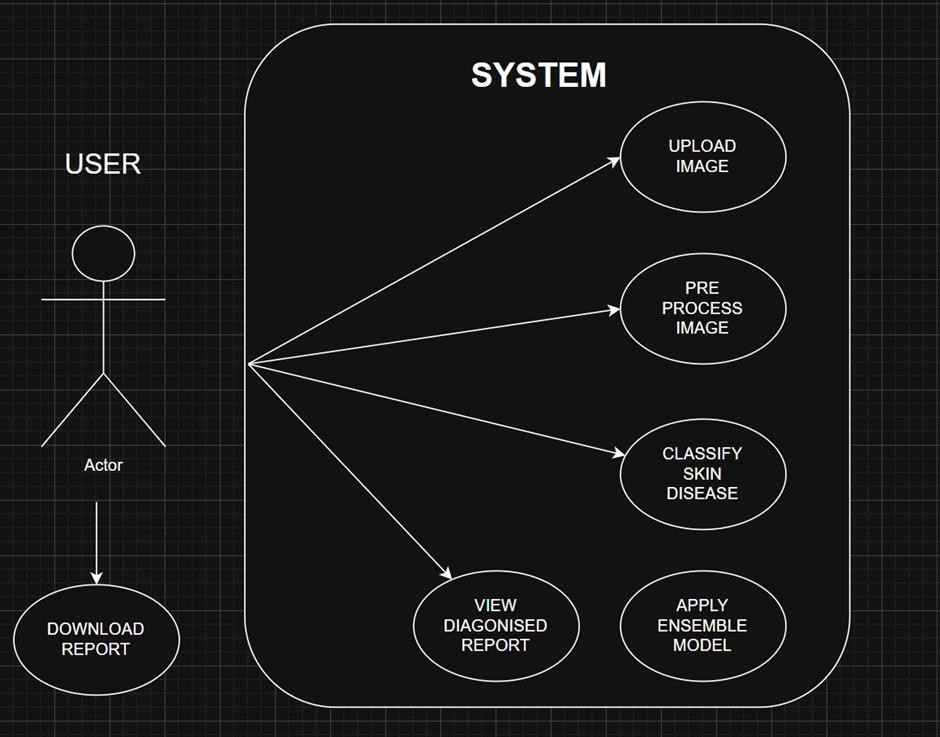 SYSTEM
USER
UPLOAD
IMAGE
PRE
PROCESS
IMAGE
CLASSIFY
SKIN
DISEASE
Actor
DOWNLOAD
REPORT
VIEW
DIAGONISED
REPORT
APPLY
ENSEMBLE
MODEL